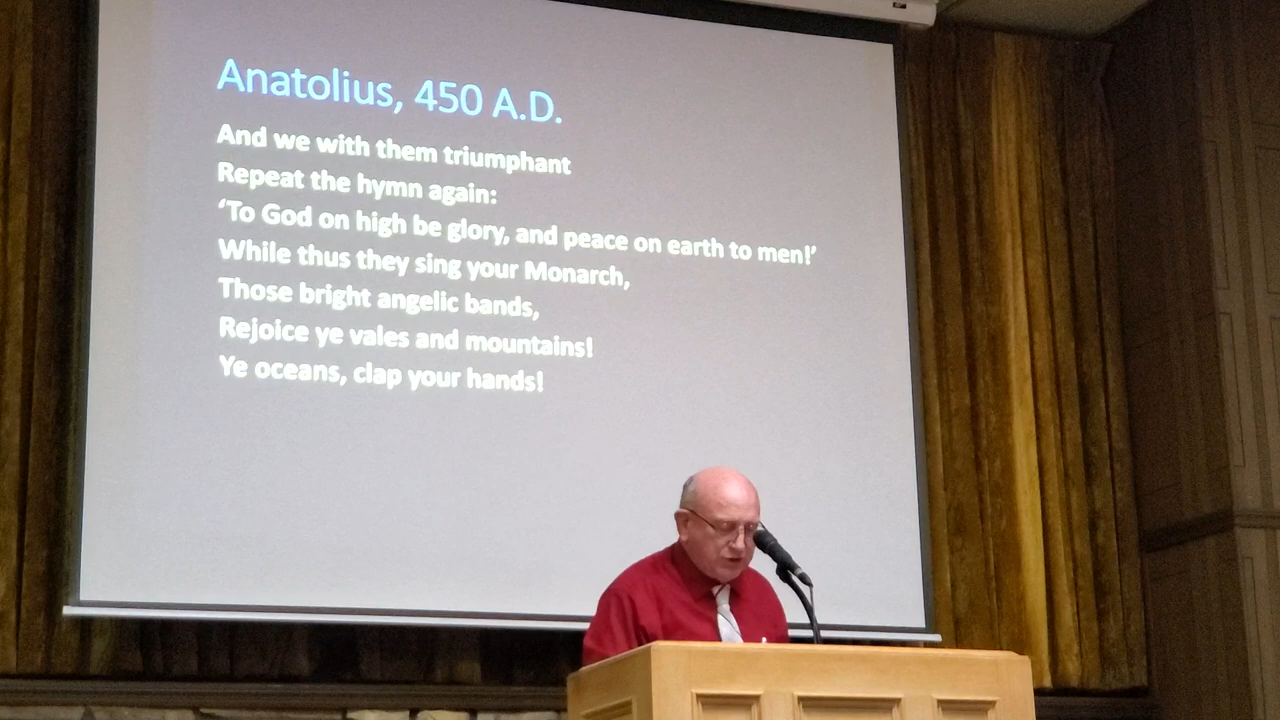 Anatolius, 450 A.D.
And we with them triumphant
Repeat the hymn again:
‘To God on high be glory, and peace on earth to men!’
While thus they sing your Monarch,
Those bright angelic bands,
Rejoice ye vales and mountains!
Ye oceans, clap your hands!